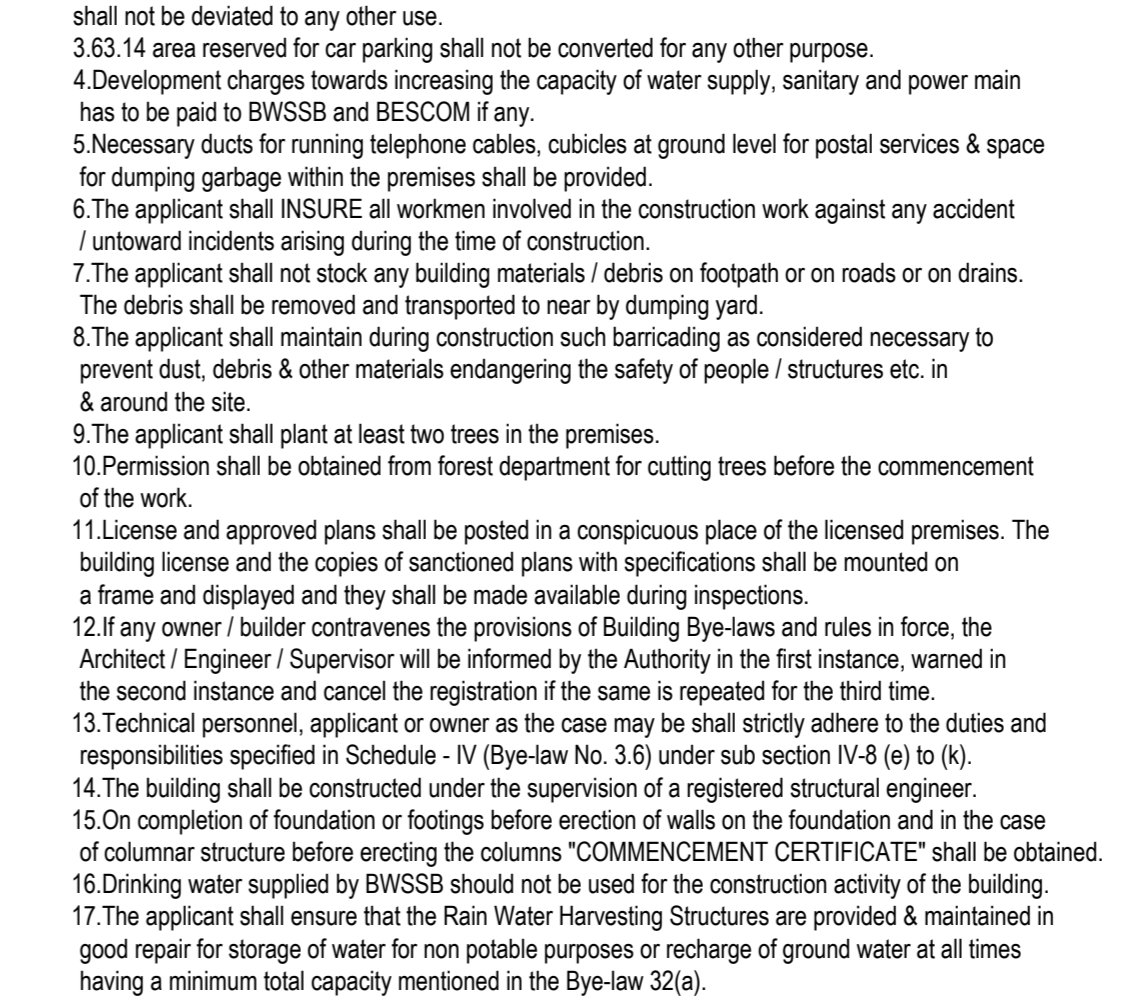 shall not be deviated to any other use.
3.63.14 area reserved for car parking shall not be converted for any other purpose.
4.Development charges towards increasing the capacity of water supply, sanitary and power main
has to be paid to BWSSB and BESCOM if any.
5.Necessary ducts for running telephone cables, cubicles at ground level for postal services & space
for dumping garbage within the premises shall be provided.
6.The applicant shall INSURE all workmen involved in the construction work against any accident
/ untoward incidents arising during the time of construction.
7.The applicant shall not stock any building materials / debris on footpath or on roads or on drains.
The debris shall be removed and transported to near by dumping yard.
8.The applicant shall maintain during construction such barricading as considered necessary to
prevent dust, debris & other materials endangering the safety of people / structures etc. in
& around the site.
9.The applicant shall plant at least two trees in the premises.
10.Permission shall be obtained from forest department for cutting trees before the commencement
of the work.
11.License and approved plans shall be posted in a conspicuous place of the licensed premises. The
building license and the copies of sanctioned plans with specifications shall be mounted on
a frame and displayed and they shall be made available during inspections.
12.If any owner / builder contravenes the provisions of Building Bye-laws and rules in force, the
Architect / Engineer / Supervisor will be informed by the Authority in the first instance, warned in
the second instance and cancel the registration if the same is repeated for the third time.
13.Technical personnel, applicant or owner as the case may be shall strictly adhere to the duties and
responsibilities specified in Schedule - IV (Bye-law No. 3.6) under sub section IV-8 (e) to (k).
14.The building shall be constructed under the supervision of a registered structural engineer.
15.On completion of foundation or footings before erection of walls on the foundation and in the case
of columnar structure before erecting the columns "COMMENCEMENT CERTIFICATE" shall be obtained.
16.Drinking water supplied by BWSSB should not be used for the construction activity of the building.
17.The applicant shall ensure that the Rain Water Harvesting Structures are provided & maintained in
good repair for storage of water for non potable purposes or recharge of ground water at all times
having a minimum total capacity mentioned in the Bye-law 32(a).